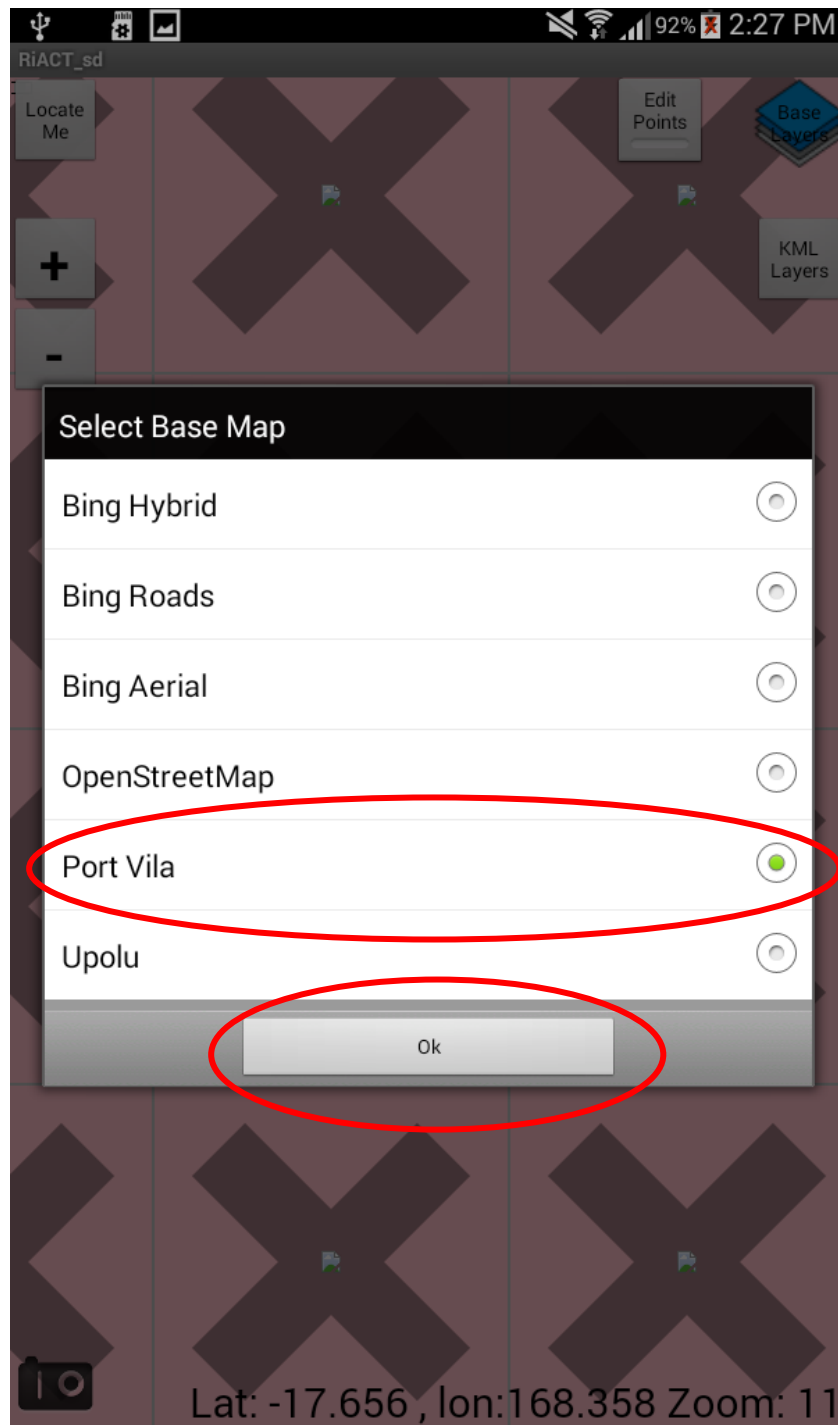 92% 2:27 PM
RiACT_sd
Locate
Me
Edit
Points
Base
Layers
+
KML
Layers
-
Select Base Map
Bing Hybrid
Bing Roads
Bing Aerial
OpenStreetMap
Port Vila
Upolu
Ok
Lat: -17.656 , lon:168.358 Zoom: 11